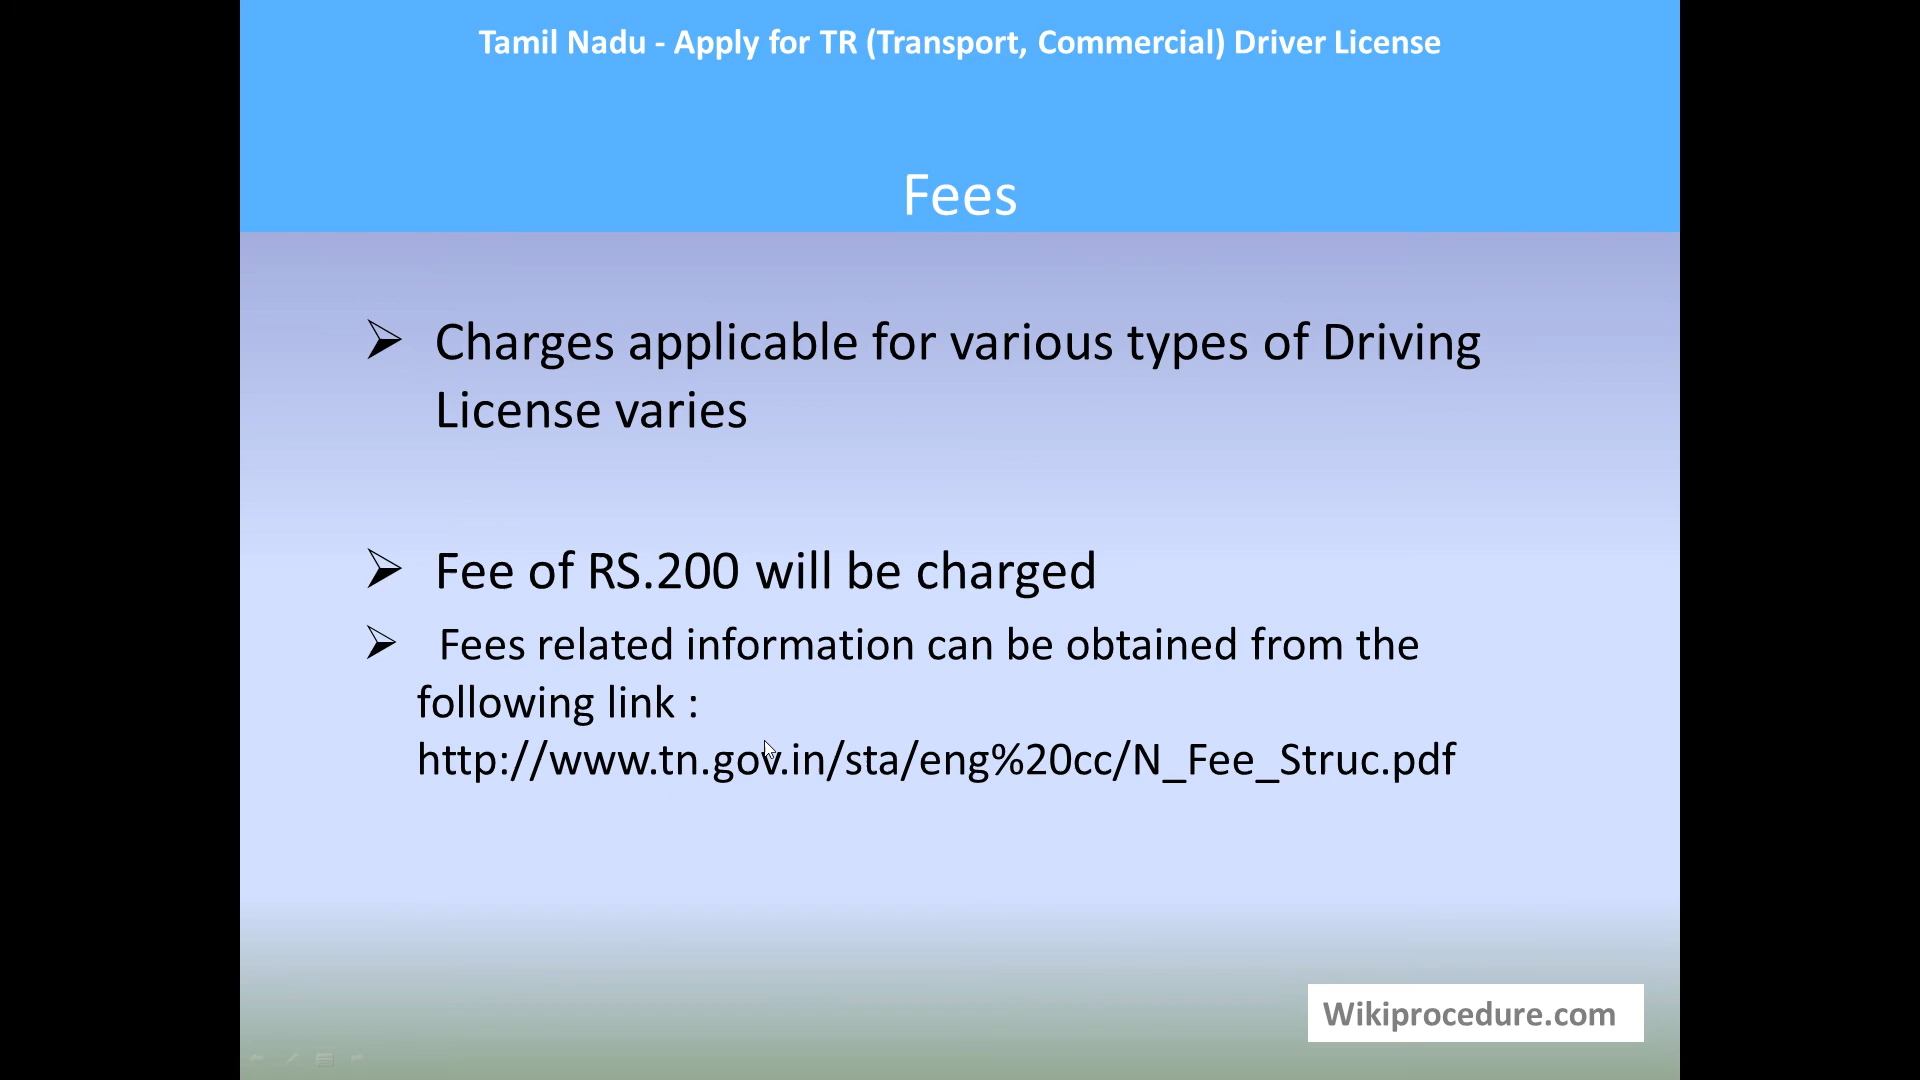 Tamil Nadu - Apply for TR (Transport, Commercial) Driver License
Fees
Charges applicable for various types of Driving
License varies
Fee of RS.200 will be charged
Fees related information can be obtained from the
following link :
http://www.tn.gov.in/sta/eng%20cc/N_Fee_Struc.pdf
Wikiprocedure.com